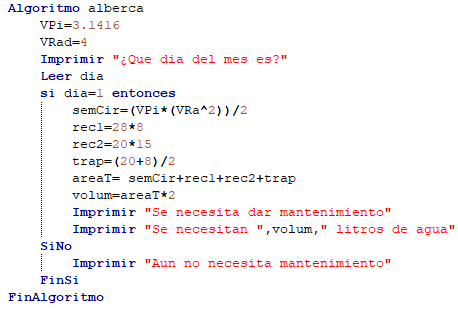 Algoritmo alberca
VPi=3.1416
VRad=4
Imprimir "¿Que dia del mes es?"
Leer dia
si dia=1 entonces
semCir=(VPi*(VRa^2))/2
rec1=28*8
rec2=20*15
trap=(20+8)/2
areaT= semCir+rec1+rec2+trap
volum=areaT*2
Imprimir "Se necesita dar mantenimiento"
Imprimir "Se necesitan ",volum," litros de agua"
SiNo
Imprimir "Aun no necesita mantenimiento"
FinSi
FinAlgoritmo